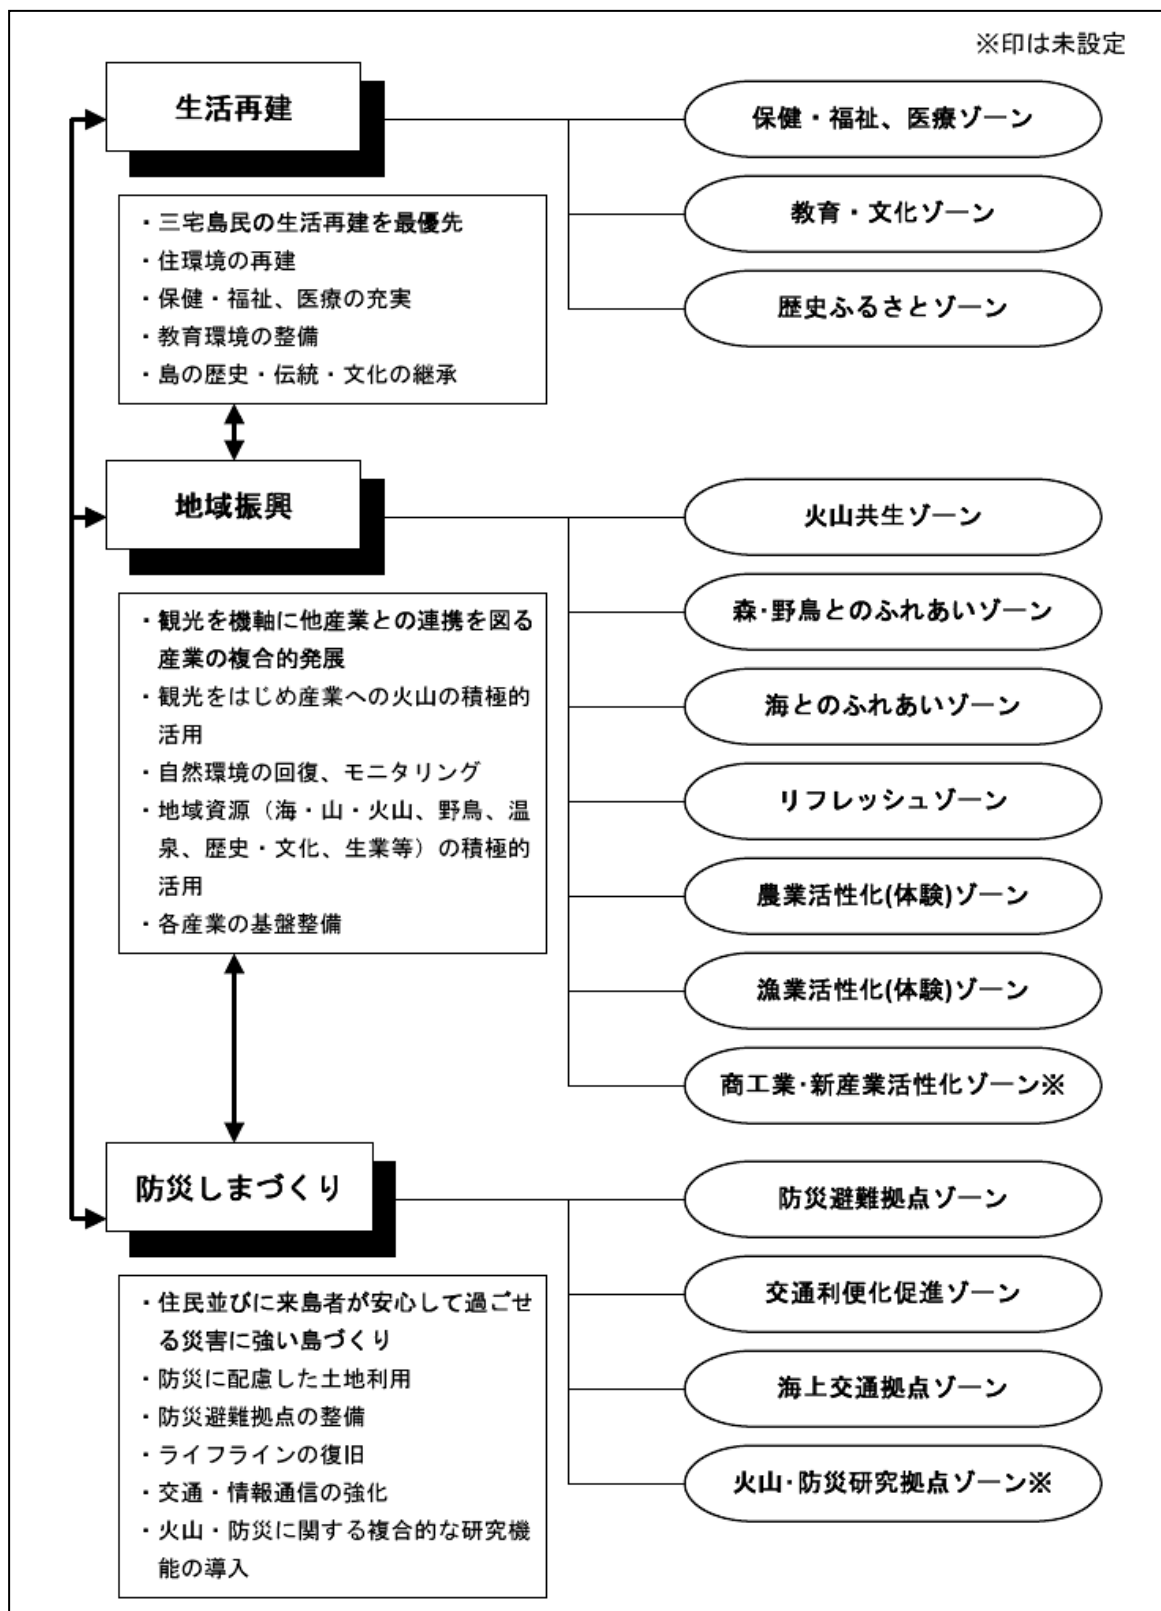 ※印は未設定
生活再建
・三宅島民の生活再建を最優先
・住環境の再建
・保健・福祉、医療の充実
・教育環境の整備
・島の歴史・伝統・文化の継承
保健・福祉、医療ゾーン
教育・文化ゾーン
歴史ふるさとゾーン
地域振興
・観光を機軸に他産業との連携を図る
産業の複合的発展
・観光をはじめ産業への火山の積極的
活用
・自然環境の回復、モニタリング
・地域資源（海・山・火山、野鳥、温
泉、歴史・文化、生業等）の積極的
活用
・各産業の基盤整備
火山共生ゾーン
森・野鳥とのふれあいゾーン
海とのふれあいゾーン
リフレッシュゾーン
農業活性化(体験)ゾーン
漁業活性化(体験)ゾーン
商工業・新産業活性化ゾーン※
防災しまづくり
・住民並びに来島者が安心して過ごせ
る災害に強い島づくり
・防災に配慮した土地利用
・防災避難拠点の整備
・ライフラインの復旧
・交通・情報通信の強化
・火山・防災に関する複合的な研究機
能の導入
防災避難拠点ゾーン
交通利便化促進ゾーン
海上交通拠点ゾーン
火山・防災研究拠点ゾーン※